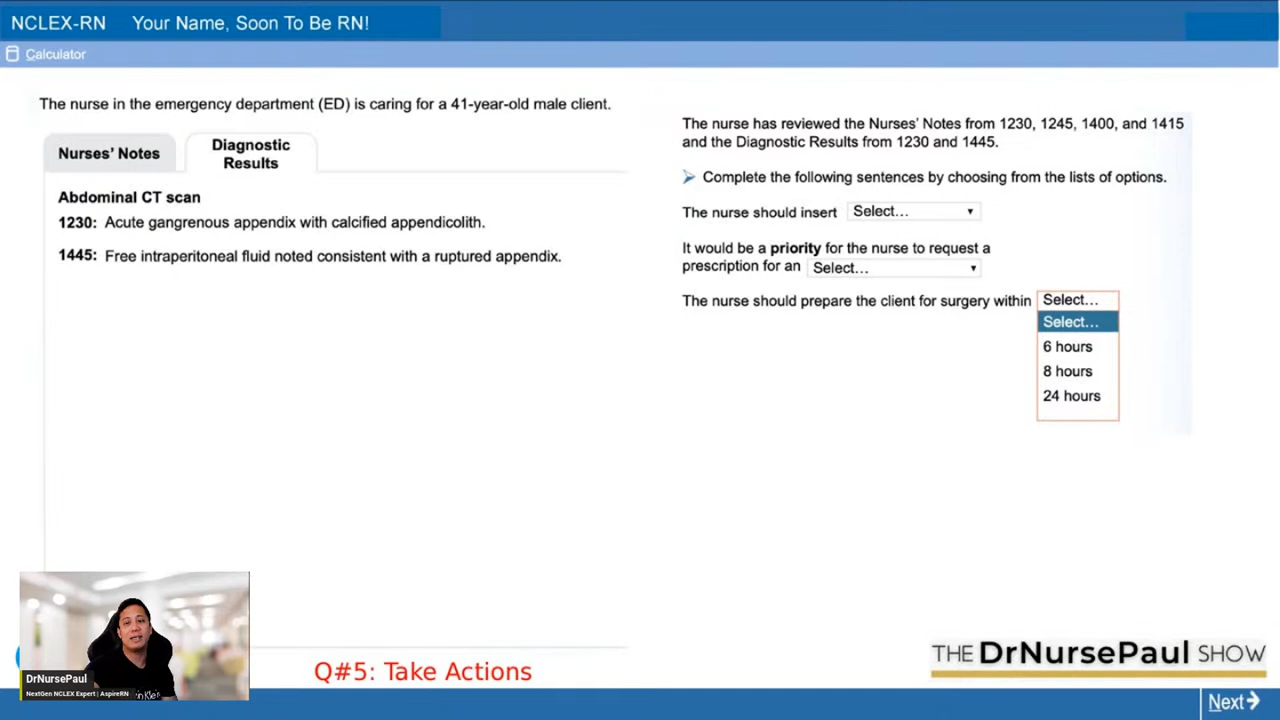 NCLEX-RN Your Name, Soon To Be RN!
Calculator
The nurse in the emergency department (ED) is caring for a 41-year-old male client.
Nurses' Notes
Diagnostic
Results
Abdominal CT scan
1230: Acute gangrenous appendix with calcified appendicolith.
1445: Free intraperitoneal fluid noted consistent with a ruptured appendix.
The nurse has reviewed the Nurses' Notes from 1230, 1245, 1400, and 1415
and the Diagnostic Results from 1230 and 1445.
➤ Complete the following sentences by choosing from the lists of options.
The nurse should insert Select... ▼
It would be a priority for the nurse to request a
prescription for an Select... ▼
The nurse should prepare the client for surgery within Select...
Select...
6 hours
8 hours
24 hours
DrNursePaul
NextGen NCLEX Expert | AspireRN
Q#5: Take Actions
THE DrNursePaul SHOW
Next